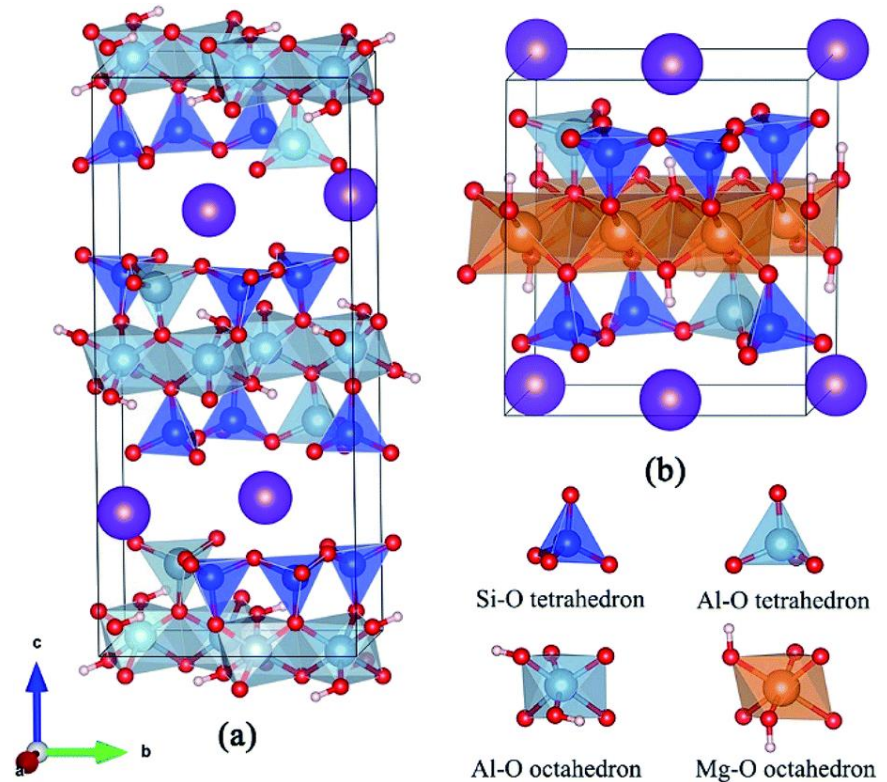 (b)
Si-O tetrahedron
Al-O tetrahedron
c
b
a
(a)
Al-O octahedron
Mg-O octahedron